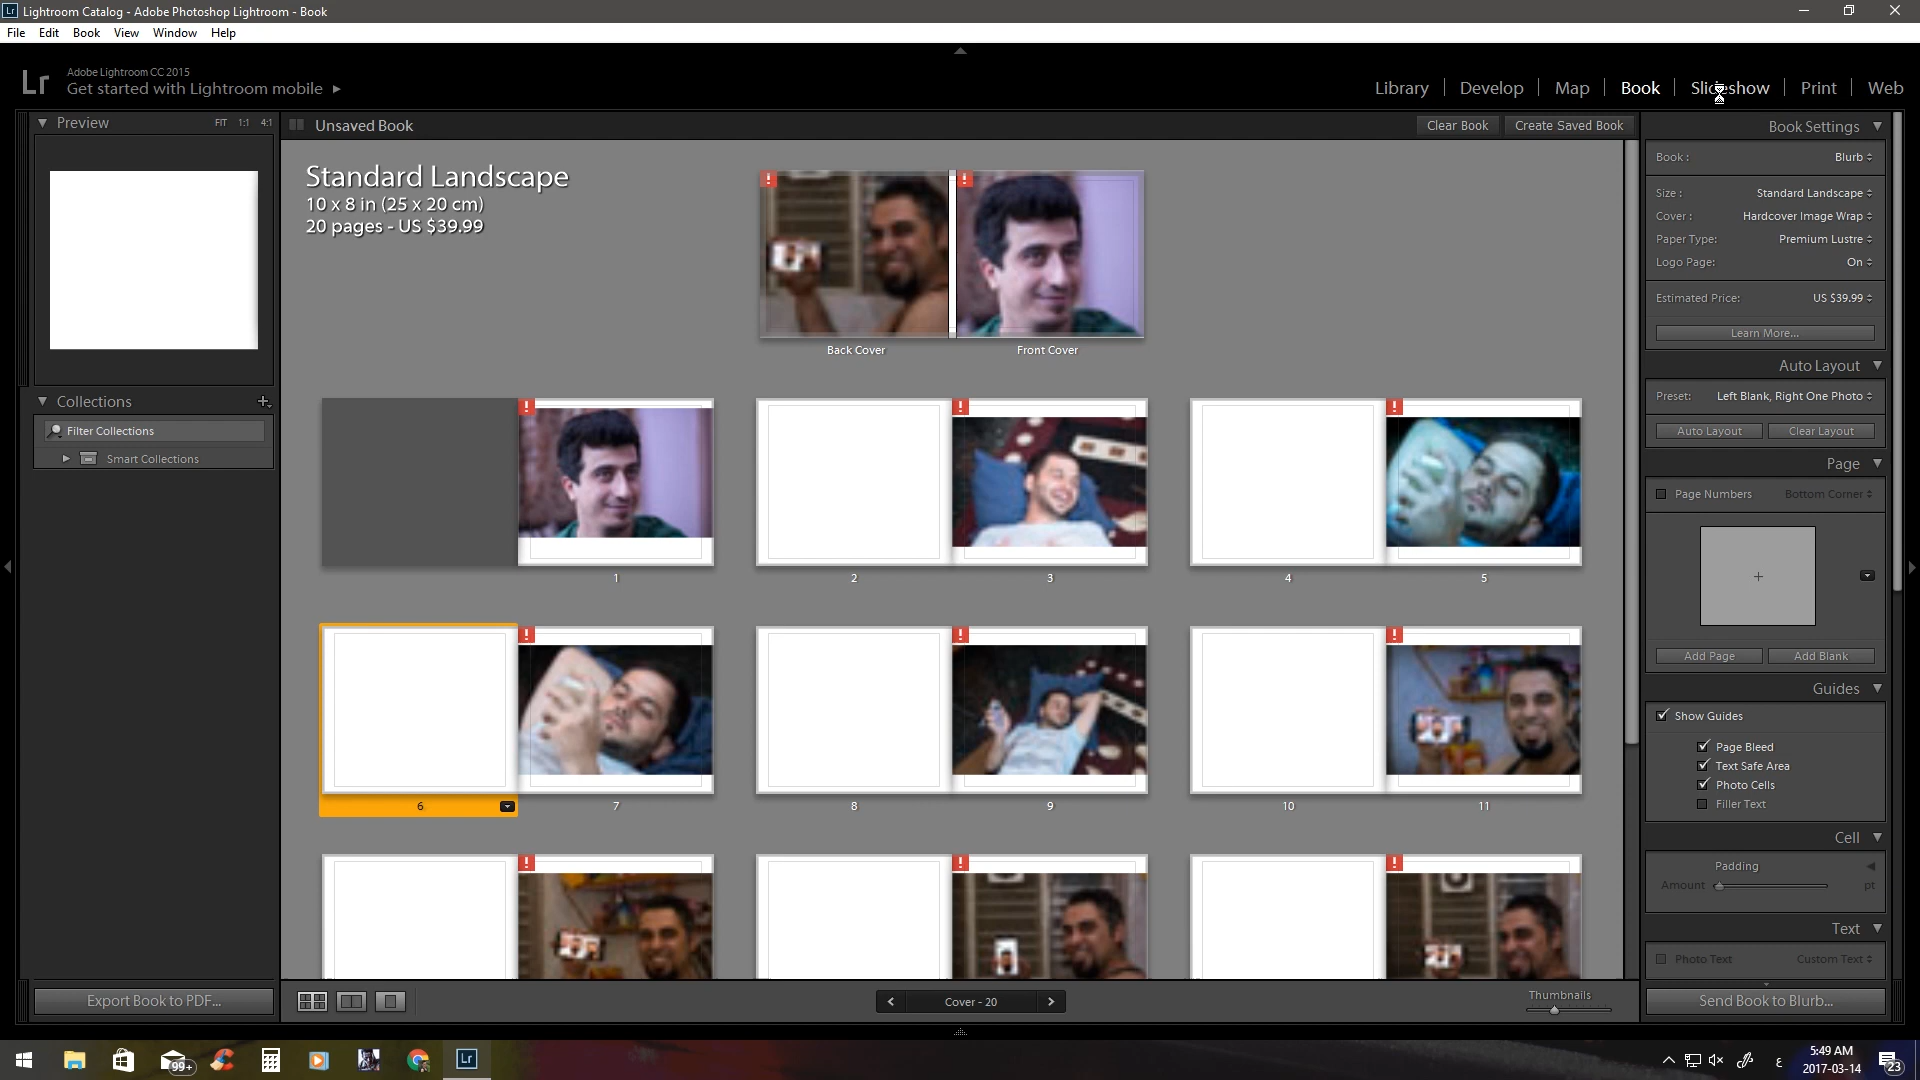 Lightroom Catalog - Adobe Photoshop Lightroom - Book
File Edit Book View Window Help
Lr Adobe Lightroom CC 2015
Get started with Lightroom mobile
Library Develop Map Book Slideshow Print Web
Preview FIT 1:1 4:1
Unsaved Book Clear Book Create Saved Book
Standard Landscape
10 x 8 in (25 x 20 cm)
20 pages - US $39.99
Back Cover Front Cover
1 2 3 4 5
6 7 8 9 10 11
Collections
Filter Collections
Smart Collections
Book Settings
Book : Blurb
Size : Standard Landscape
Cover : Hardcover Image Wrap
Paper Type: Premium Lustre
Logo Page: On
Estimated Price: US $39.99
Learn More...
Auto Layout
Preset: Left Blank, Right One Photo
Auto Layout Clear Layout
Page
Page Numbers Bottom Corner
Add Page Add Blank
Guides
Show Guides
Page Bleed
Text Safe Area
Photo Cells
Filler Text
Cell
Padding
Amount pt
Text
Photo Text Custom Text
Export Book to PDF...
Cover - 20
Thumbnails
Send Book to Blurb...
99+
Lr
ع
5:49 AM
2017-03-14
23